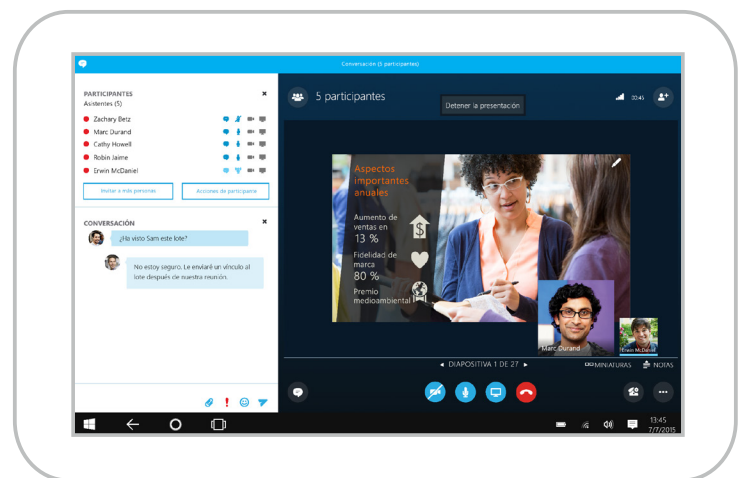 Conversación (5 participantes)
PARTICIPANTES
Asistentes (5)
Zachary Betz
Marc Durand
Cathy Howell
Robin Jaime
Erwin McDaniel
Invitar a más personas
Acciones de participante
CONVERSACIÓN
¿Ha visto Sam este lote?
No estoy seguro. Le enviaré un vínculo al
lote después de nuestra reunión.
5 participantes
Detener la presentación
03:45
Aspectos
importantes
anuales
Aumento de
ventas en
13 %
Fidelidad de
marca
80 %
Premio
medioambiental
Marc Durand
Erwin McDaniel
DIAPOSITIVA 1 DE 27
MINIATURAS
NOTAS
13:45
7/7/2015